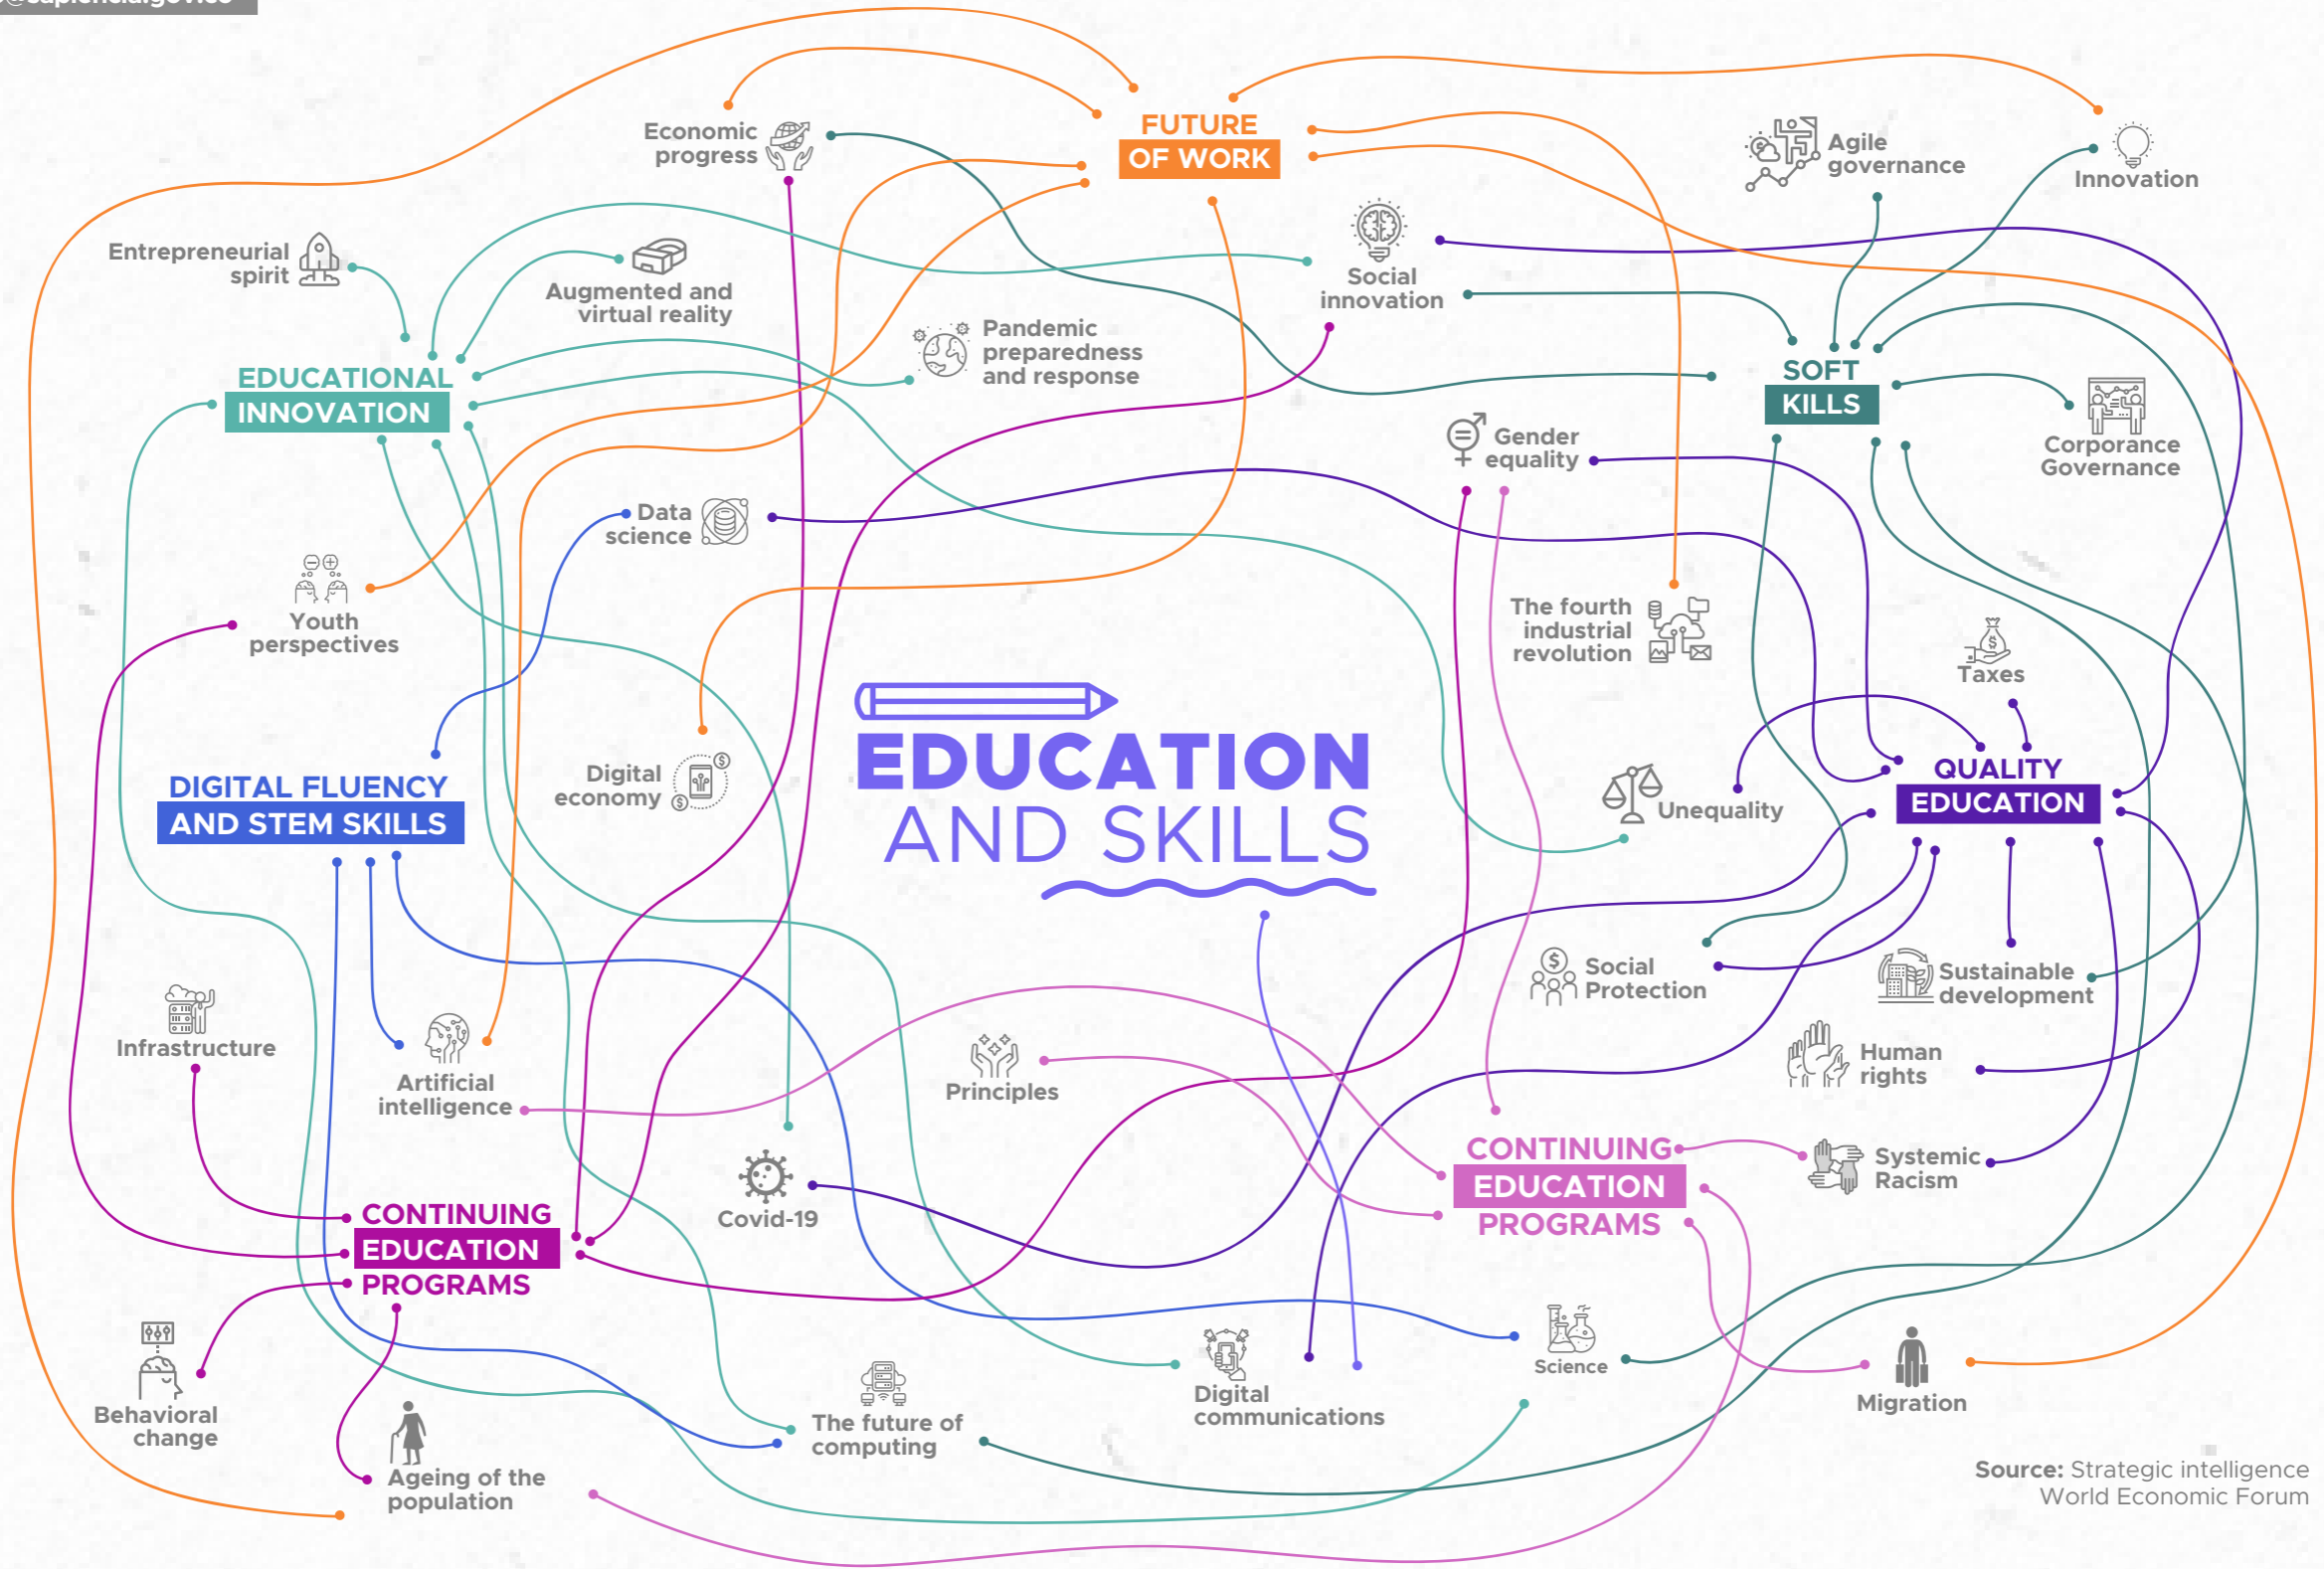 @sapiencia.gov.co
FUTURE
OF WORK
Economic
progress
Agile
governance
Innovation
Entrepreneurial
spirit
Augmented and
virtual reality
Social
innovation
Pandemic
preparedness
and response
EDUCATIONAL
INNOVATION
SOFT
KILLS
Gender
equality
Corporance
Governance
Data
science
Youth
perspectives
The fourth
industrial
revolution
Taxes
EDUCATION
AND SKILLS
DIGITAL FLUENCY
AND STEM SKILLS
Digital
economy
Unequality
QUALITY
EDUCATION
Social
Protection
Sustainable
development
Infrastructure
Artificial
intelligence
Principles
Human
rights
CONTINUING
EDUCATION
PROGRAMS
Systemic
Racism
Covid-19
CONTINUING
EDUCATION
PROGRAMS
Behavioral
change
Ageing of the
population
The future of
computing
Digital
communications
Science
Migration
Source: Strategic intelligence
World Economic Forum